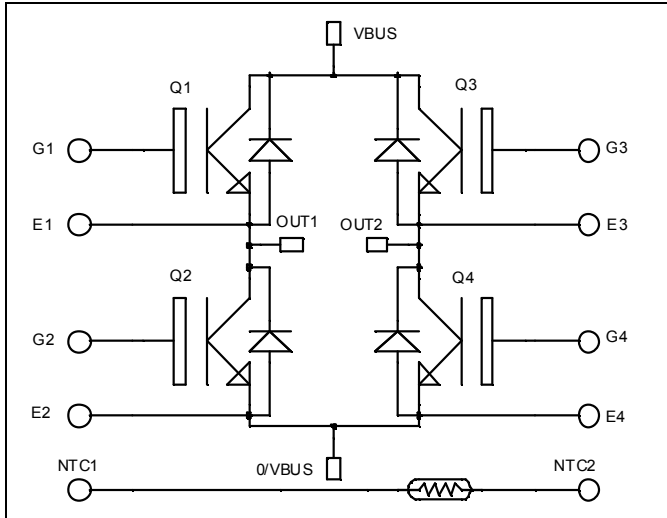 VBUS
Q1
Q3
G1
G3
E1
E3
OUT1
OUT2
Q2
Q4
G2
G4
E2
E4
NTC1
0/VBUS
NTC2